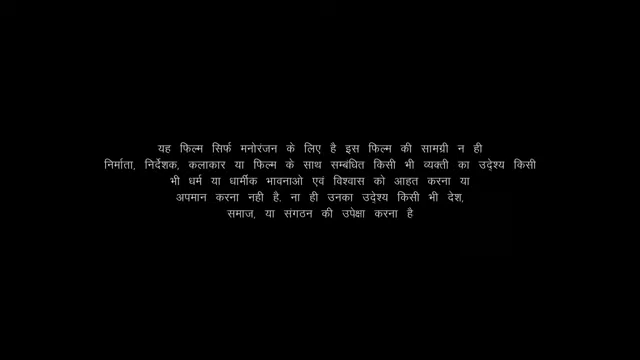 यह फिल्म सिर्फ मनोरंजन के लिए है इस फिल्म की सामग्री न ही
निर्माता, निर्देशक, कलाकार या फिल्म के साथ सम्बंधित किसी भी व्यक्ती का उदे्श्य किसी
भी धर्म या धार्मीक भावनाओ एवं विश्वास को आहत करना या
अपमान करना नही है, ना ही उनका उदे्श्य किसी भी देश,
समाज, या संगठन की उपेक्षा करना है